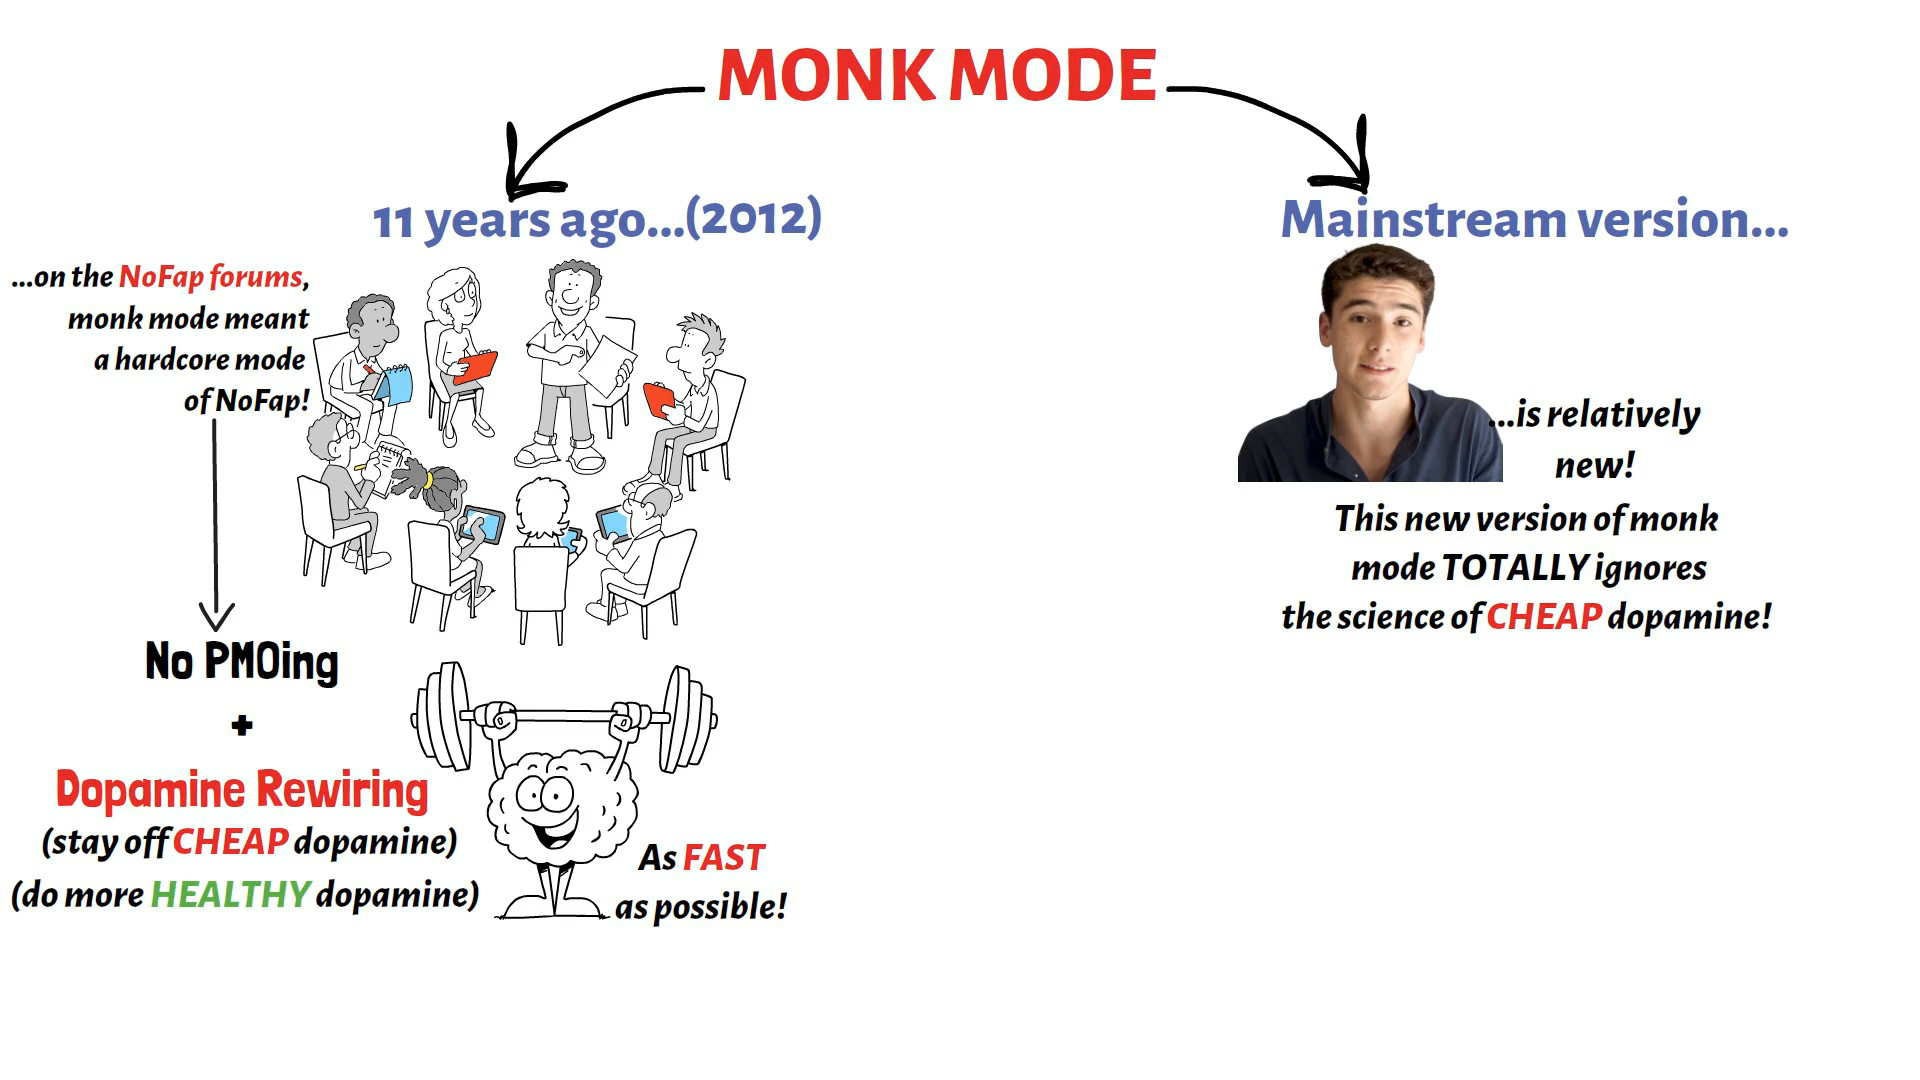 MONK MODE
11 years ago...(2012)
...on the NoFap forums,
monk mode meant
a hardcore mode
of NoFap!
No PMOing
+
Dopamine Rewiring
(stay off CHEAP dopamine)
(do more HEALTHY dopamine)
As FAST
as possible!
Mainstream version...
...is relatively
new!
This new version of monk
mode TOTALLY ignores
the science of CHEAP dopamine!